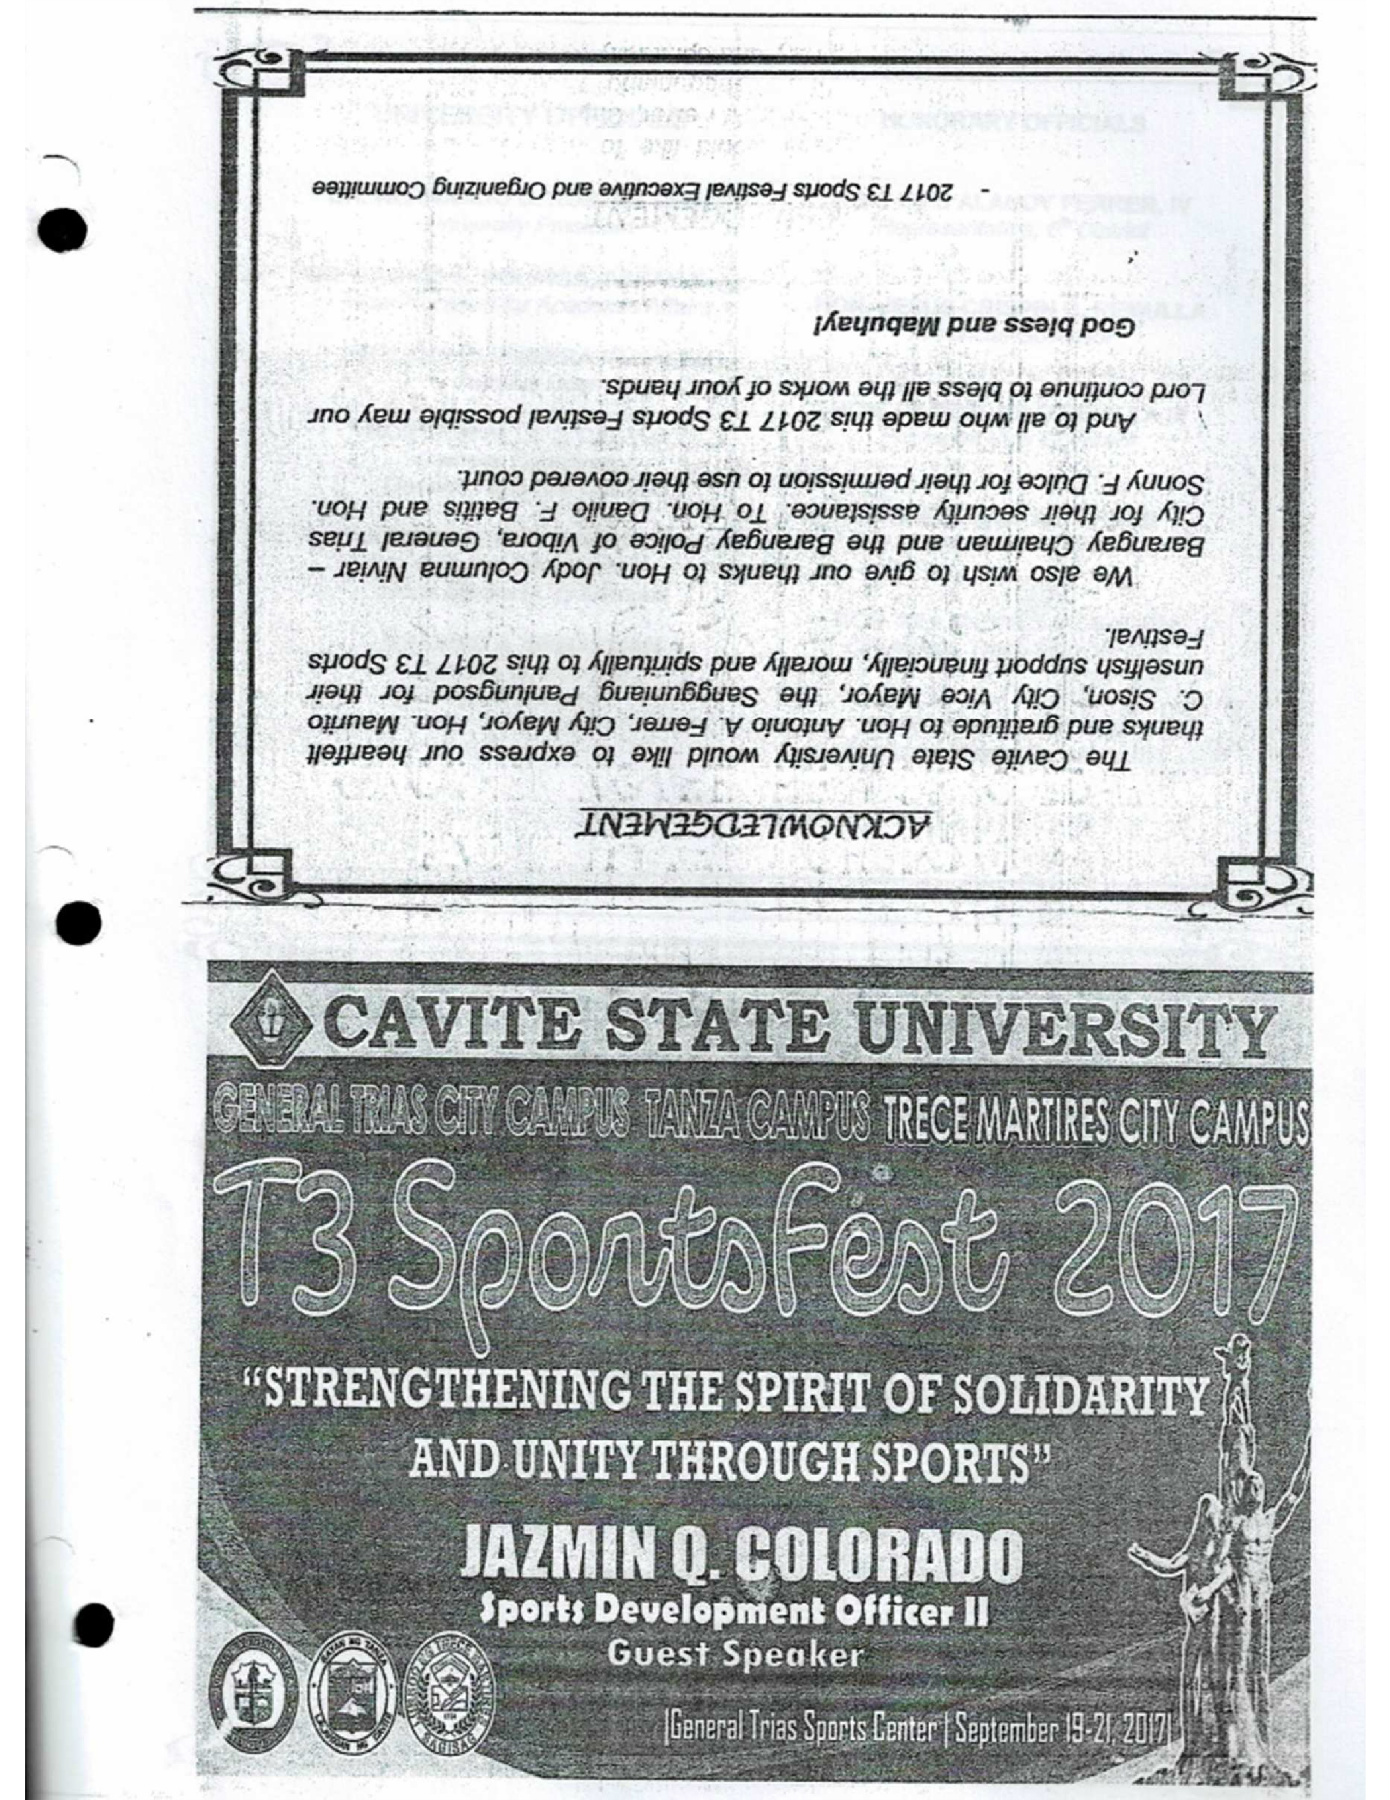 ACKNOWLEDGEMENT
The Cavite State University would like to express our heartfelt
thanks and gratitude to Hon. Antonio A. Ferrer, City Mayor, Hon. Maurito
C. Sison, City Vice Mayor, the Sangguniang Panlungsod for their
unselfish support financially, morally and spiritually to this 2017 T3 Sports
Festival.
We also wish to give our thanks to Hon. Jody Columna Niviar –
Barangay Chairman and the Barangay Police of Vibora, General Trias
City for their security assistance. To Hon. Danilo F. Batitis and Hon.
Sonny F. Dulce for their permission to use their covered court.
And to all who made this 2017 T3 Sports Festival possible may our
Lord continue to bless all the works of your hands.
God bless and Mabuhay!
- 2017 T3 Sports Festival Executive and Organizing Committee
CAVITE STATE UNIVERSITY
GENERAL TRIAS CITY CAMPUS TANZA CAMPUS TRECE MARTIRES CITY CAMPUS
T3 SportsFest 2017
“STRENGTHENING THE SPIRIT OF SOLIDARITY
AND UNITY THROUGH SPORTS”
JAZMIN Q. COLORADO
Sports Development Officer II
Guest Speaker
|General Trias Sports Center | September 19-21, 2017|